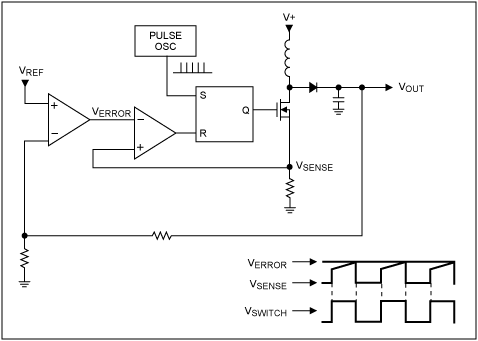 V+
PULSE
OSC
VREF
VERROR
S
Q
R
VOUT
+
−
−
+
VSENSE
VERROR
VSENSE
VSWITCH